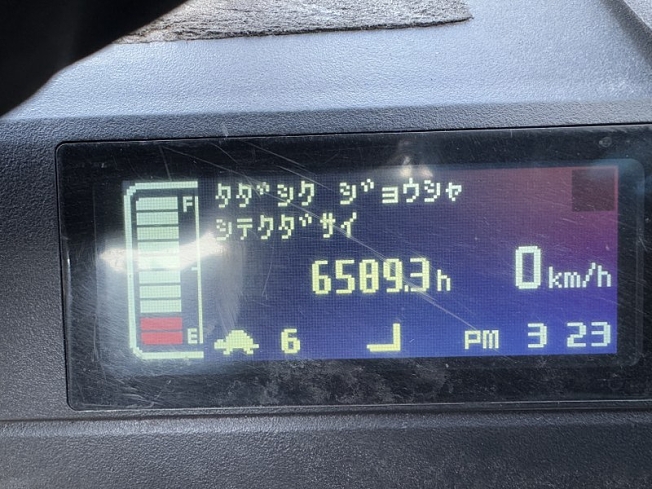 タダシク ジョウシャ
シテクダサイ
F
6589.3h
0km/h
E
6
PM 3 23